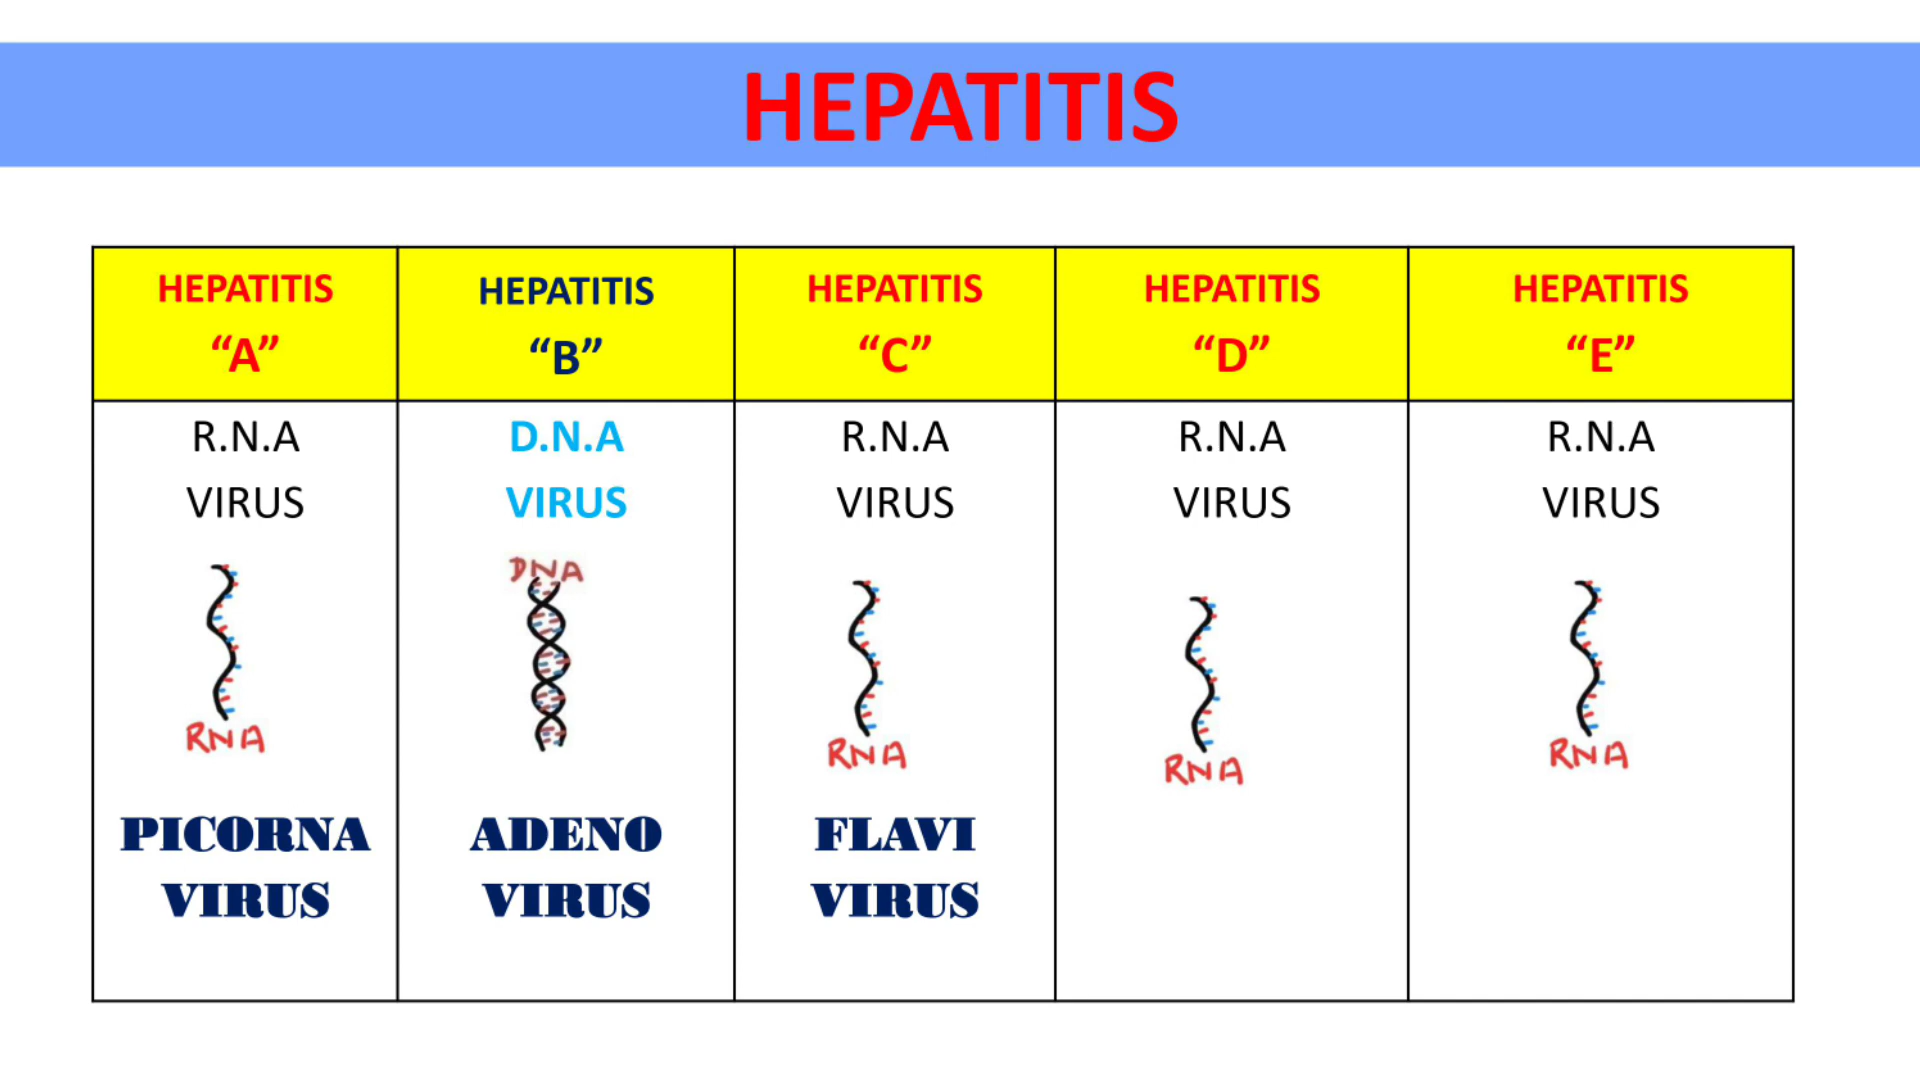 HEPATITIS
HEPATITIS
“A”
HEPATITIS
“B”
HEPATITIS
“C”
HEPATITIS
“D”
HEPATITIS
“E”
R.N.A
VIRUS
RNA
PICORNA
VIRUS
D.N.A
VIRUS
DNA
ADENO
VIRUS
R.N.A
VIRUS
RNA
FLAVI
VIRUS
R.N.A
VIRUS
RNA
R.N.A
VIRUS
RNA